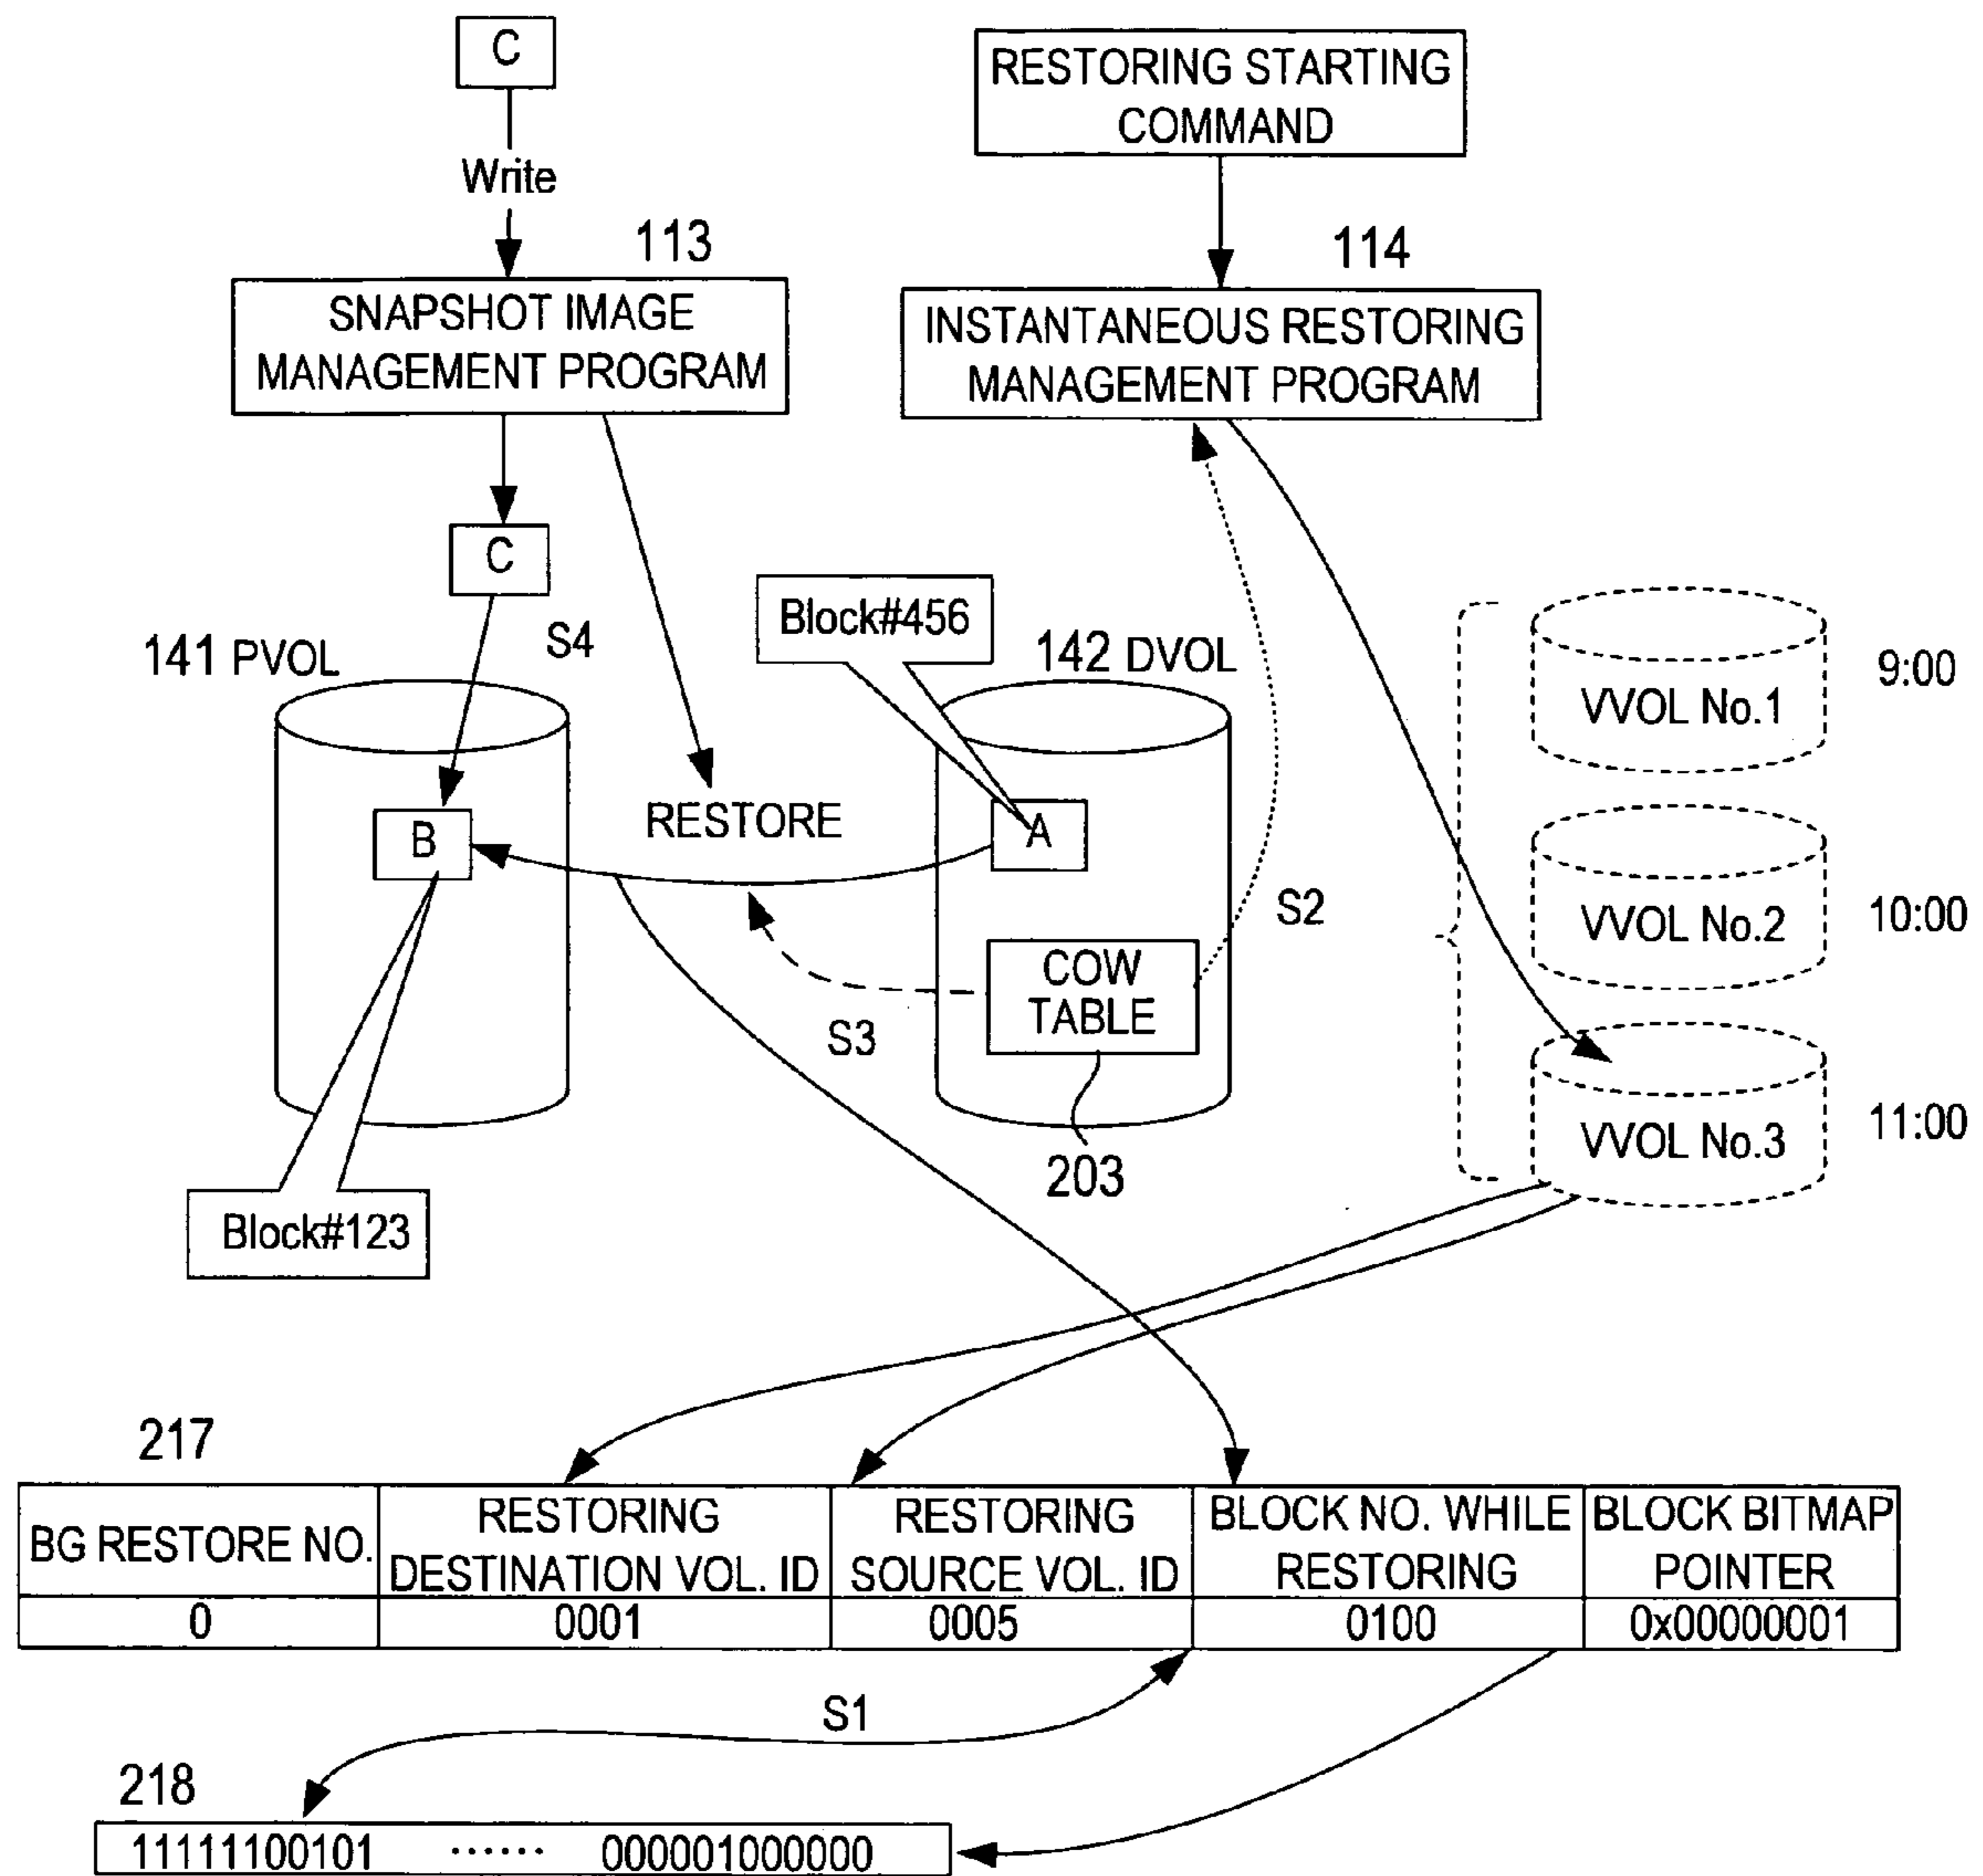 C
RESTORING STARTING
COMMAND
Write
113
114
SNAPSHOT IMAGE
MANAGEMENT PROGRAM
INSTANTANEOUS RESTORING
MANAGEMENT PROGRAM
C
S4
Block#456
141 PVOL
142 DVOL
VVOL No.1
9:00
B
RESTORE
A
S2
VVOL No.2
10:00
COW
TABLE
S3
VVOL No.3
11:00
203
Block#123
217
BG RESTORE NO.
RESTORING
DESTINATION VOL. ID
RESTORING
SOURCE VOL. ID
BLOCK NO. WHILE
RESTORING
BLOCK BITMAP
POINTER
0
0001
0005
0100
0x00000001
S1
218
11111100101 ...... 000001000000